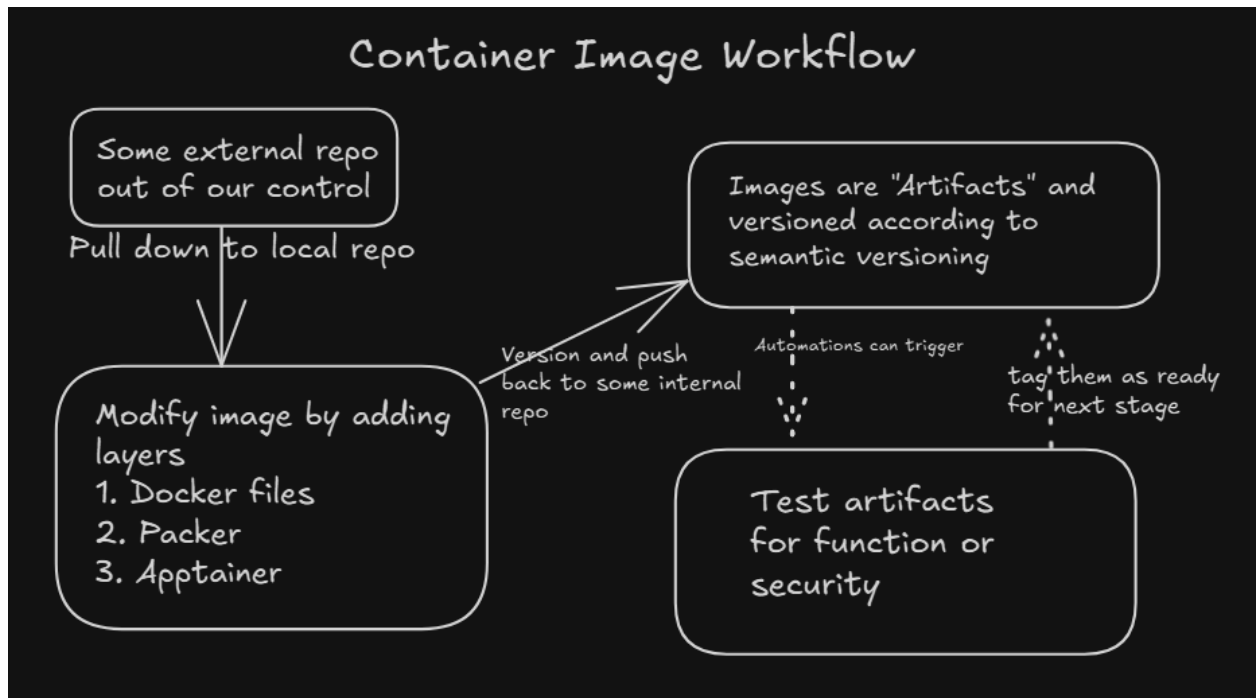 Container Image Workflow
Some external repo
out of our control
Pull down to local repo
Modify image by adding
layers
1. Docker files
2. Packer
3. Apptainer
Version and push
back to some internal
repo
Images are "Artifacts" and
versioned according to
semantic versioning
Automations can trigger
tag them as ready
for next stage
Test artifacts
for function or
security